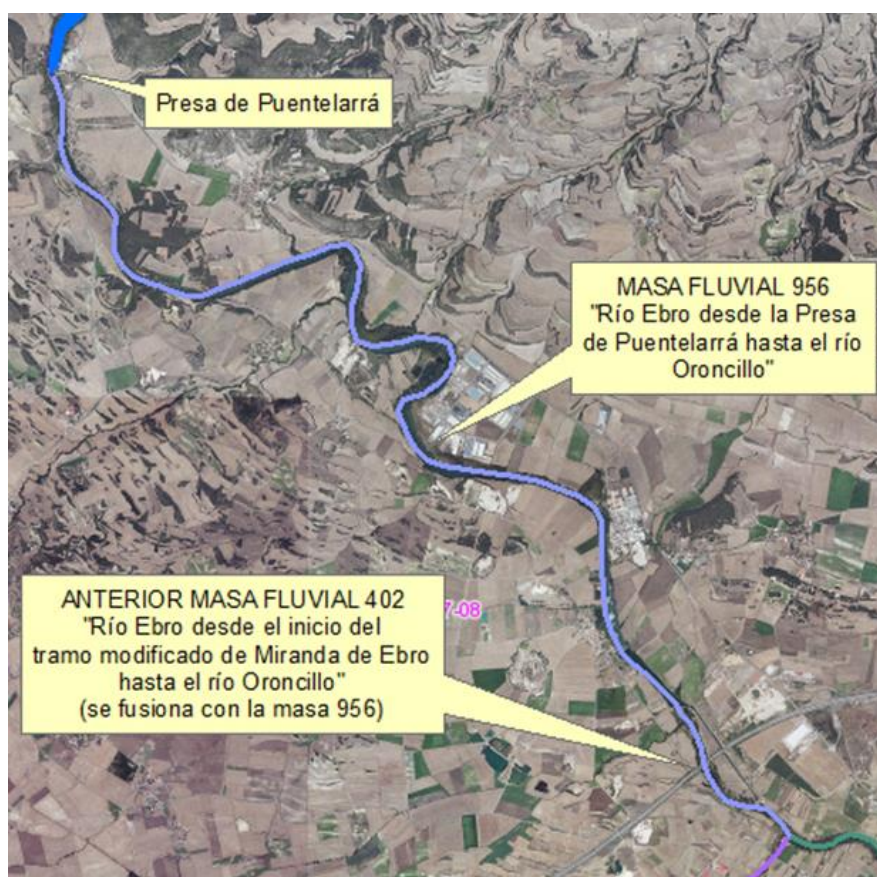 Presa de Puentelarrá
MASA FLUVIAL 956
"Río Ebro desde la Presa
de Puentelarrá hasta el río
Oroncillo"
ANTERIOR MASA FLUVIAL 402
"Río Ebro desde el inicio del
tramo modificado de Miranda de Ebro
hasta el río Oroncillo"
(se fusiona con la masa 956)
7-08